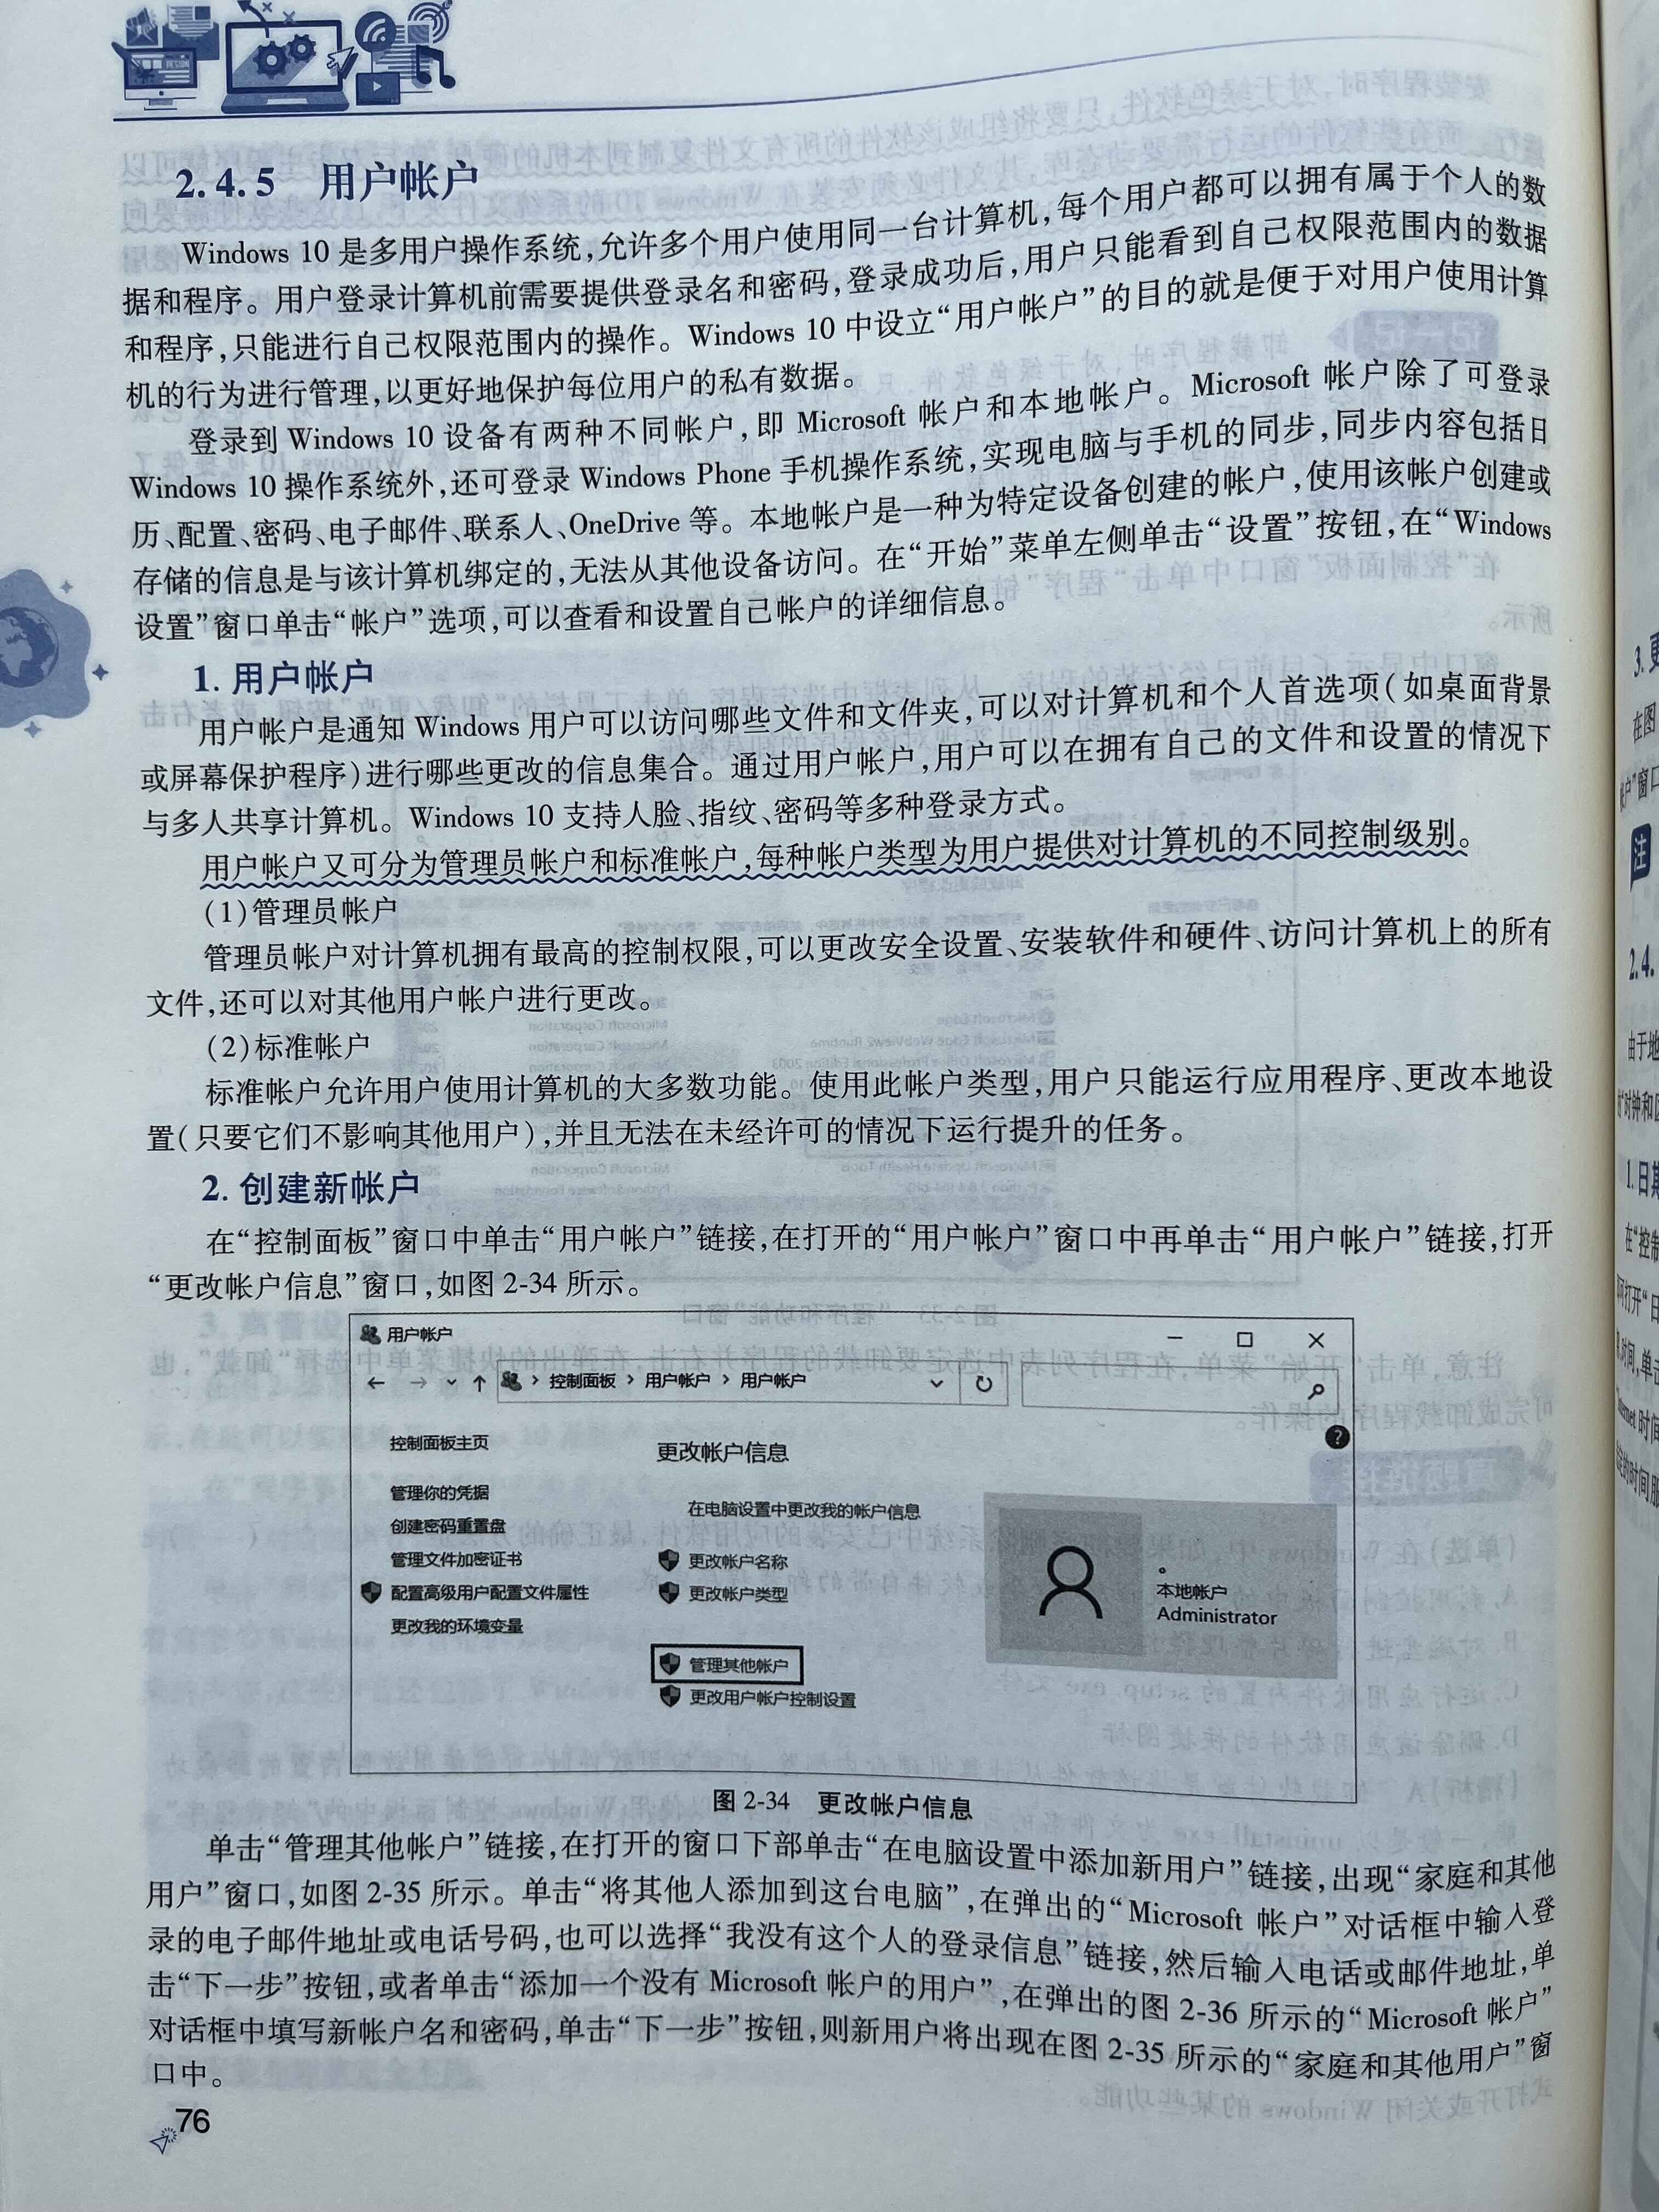 2.4.5 用户帐户
Windows 10 是多用户操作系统,允许多个用户使用同一台计算机,每个用户都可以拥有属于个人的数
据和程序。用户登录计算机前需要提供登录名和密码,登录成功后,用户只能看到自己权限范围内的数据
和程序,只能进行自己权限范围内的操作。Windows 10 中设立“用户帐户”的目的就是便于对用户使用计算
机的行为进行管理,以更好地保护每位用户的私有数据。
登录到 Windows 10 设备有两种不同帐户,即 Microsoft 帐户和本地帐户。Microsoft 帐户除了可登录
Windows 10 操作系统外,还可登录 Windows Phone 手机操作系统,实现电脑与手机的同步,同步内容包括日
历、配置、密码、电子邮件、联系人、OneDrive 等。本地帐户是一种为特定设备创建的帐户,使用该帐户创建或
存储的信息是与该计算机绑定的,无法从其他设备访问。在“开始”菜单左侧单击“设置”按钮,在“Windows
设置”窗口单击“帐户”选项,可以查看和设置自己帐户的详细信息。
1. 用户帐户
用户帐户是通知 Windows 用户可以访问哪些文件和文件夹,可以对计算机和个人首选项(如桌面背景
或屏幕保护程序)进行哪些更改的信息集合。通过用户帐户,用户可以在拥有自己的文件和设置的情况下
与多人共享计算机。Windows 10 支持人脸、指纹、密码等多种登录方式。
用户帐户又可分为管理员帐户和标准帐户,每种帐户类型为用户提供对计算机的不同控制级别。
(1)管理员帐户
管理员帐户对计算机拥有最高的控制权限,可以更改安全设置、安装软件和硬件、访问计算机上的所有
文件,还可以对其他用户帐户进行更改。
(2)标准帐户
标准帐户允许用户使用计算机的大多数功能。使用此帐户类型,用户只能运行应用程序、更改本地设
置(只要它们不影响其他用户),并且无法在未经许可的情况下运行提升的任务。
2. 创建新帐户
在“控制面板”窗口中单击“用户帐户”链接,在打开的“用户帐户”窗口中再单击“用户帐户”链接,打开
“更改帐户信息”窗口,如图 2-34 所示。
用户帐户
控制面板 > 用户帐户 > 用户帐户
控制面板主页
管理你的凭据
创建密码重置盘
管理文件加密证书
配置高级用户配置文件属性
更改我的环境变量
更改帐户信息
在电脑设置中更改我的帐户信息
更改帐户名称
更改帐户类型
管理其他帐户
更改用户帐户控制设置
本地帐户
Administrator
图 2-34 更改帐户信息
单击“管理其他帐户”链接,在打开的窗口下部单击“在电脑设置中添加新用户”链接,出现“家庭和其他
用户”窗口,如图 2-35 所示。单击“将其他人添加到这台电脑”,在弹出的“Microsoft 帐户”对话框中输入登
录的电子邮件地址或电话号码,也可以选择“我没有这个人的登录信息”链接,然后输入电话或邮件地址,单
击“下一步”按钮,或者单击“添加一个没有 Microsoft 帐户的用户”,在弹出的图 2-36 所示的“Microsoft 帐户”
对话框中填写新帐户名和密码,单击“下一步”按钮,则新用户将出现在图 2-35 所示的“家庭和其他用户”窗
口中。
76